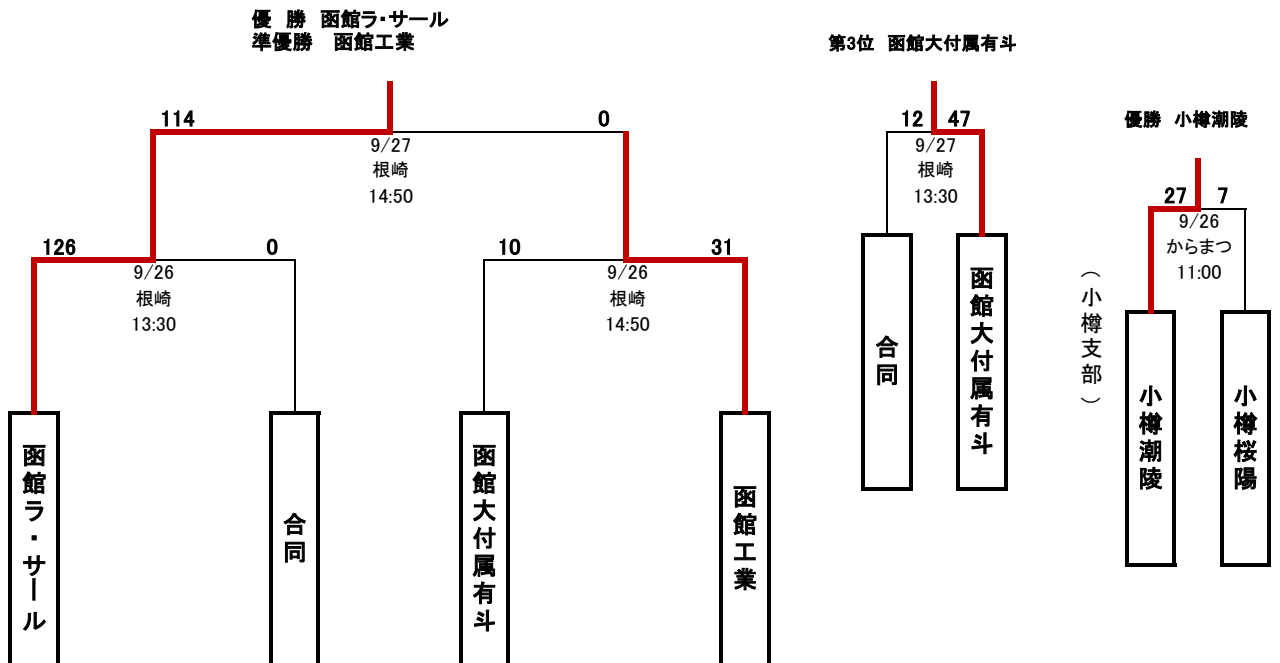 優　勝　函館ラ・サール
準優勝　函館工業
114
0
9/27
根崎
14:50
126
0
9/26
根崎
13:30
10
31
9/26
根崎
14:50
函館ラ・サール
合同
函館大付属有斗
函館工業
第3位　函館大付属有斗
12
47
9/27
根崎
13:30
合同
函館大付属有斗
優勝　小樽潮陵
27
7
9/26
からまつ
11:00
（小樽支部）
小樽潮陵
小樽桜陽